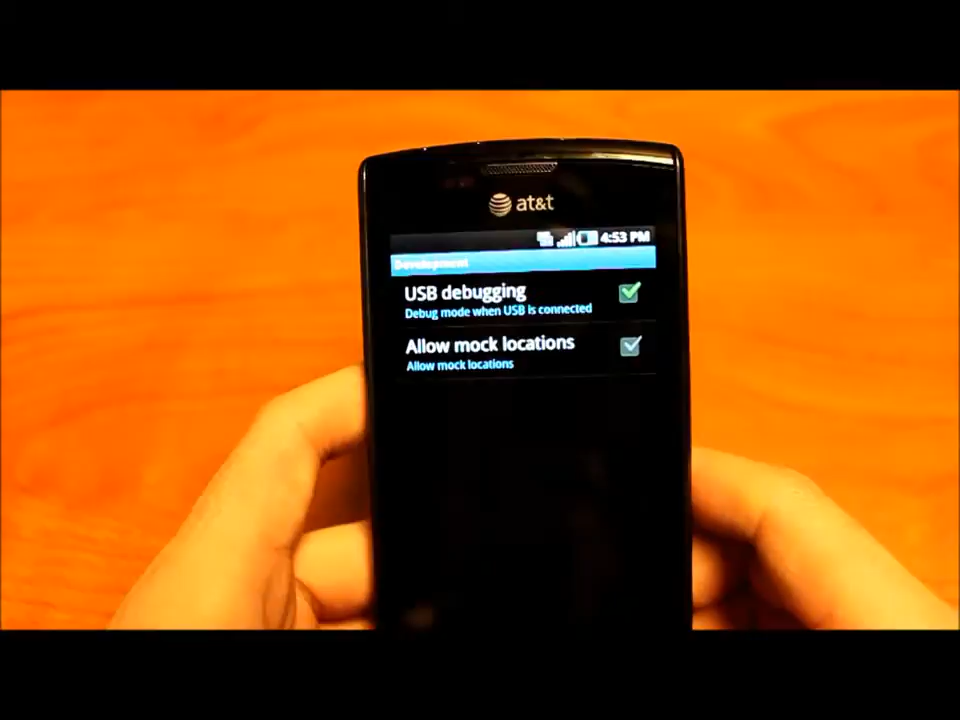 at&t
4:53 PM
Development
USB debugging
Debug mode when USB is connected
Allow mock locations
Allow mock locations